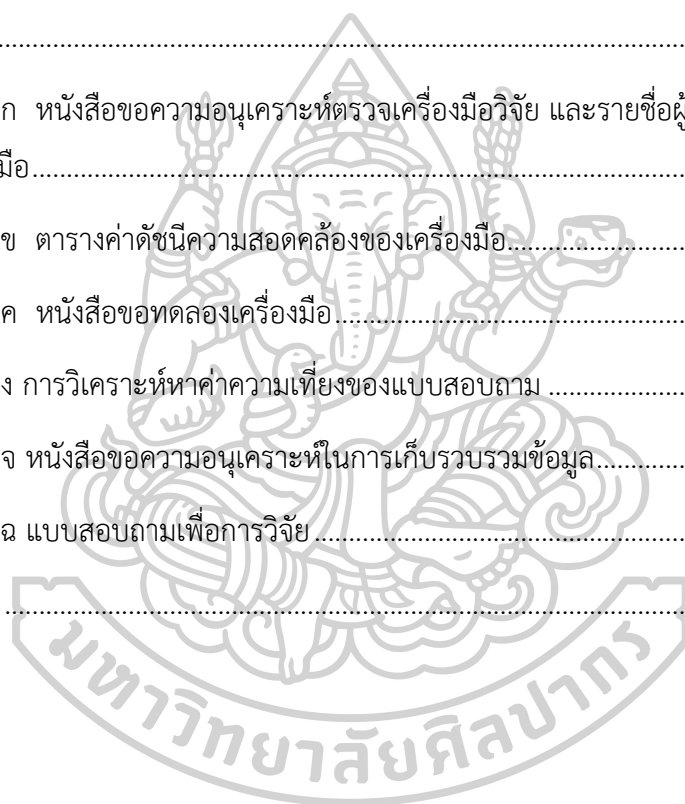 ................................................................................
ก หนังสือขอความอนุเคราะห์ตรวจเครื่องมือวิจัย และรายชื่อผู้
มือ................................................................................
ข ตารางค่าดัชนีความสอดคล้องของเครื่องมือ..........................
ค หนังสือขอทดลองเครื่องมือ...................................................
ง การวิเคราะห์หาค่าความเที่ยงของแบบสอบถาม ....................
จ หนังสือขอความอนุเคราะห์ในการเก็บรวบรวมข้อมูล.............
ฉ แบบสอบถามเพื่อการวิจัย ......................................................
................................................................................
มหาวิทยาลัยศิลปากร